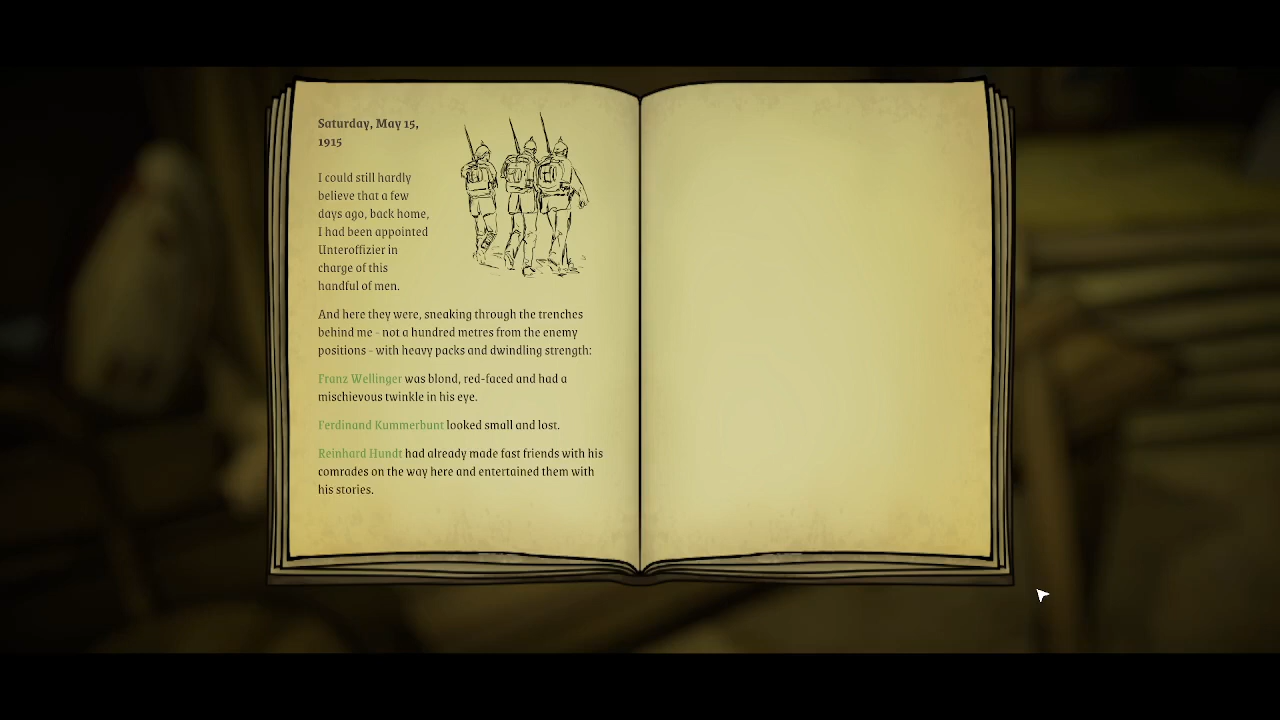 Saturday, May 15,
1915
I could still hardly
believe that a few
days ago, back home,
I had been appointed
Unteroffizier in
charge of this
handful of men.
And here they were, sneaking through the trenches
behind me - not a hundred metres from the enemy
positions - with heavy packs and dwindling strength:
Franz Wellinger was blond, red-faced and had a
mischievous twinkle in his eye.
Ferdinand Kummerbunt looked small and lost.
Reinhard Hundt had already made fast friends with his
comrades on the way here and entertained them with
his stories.